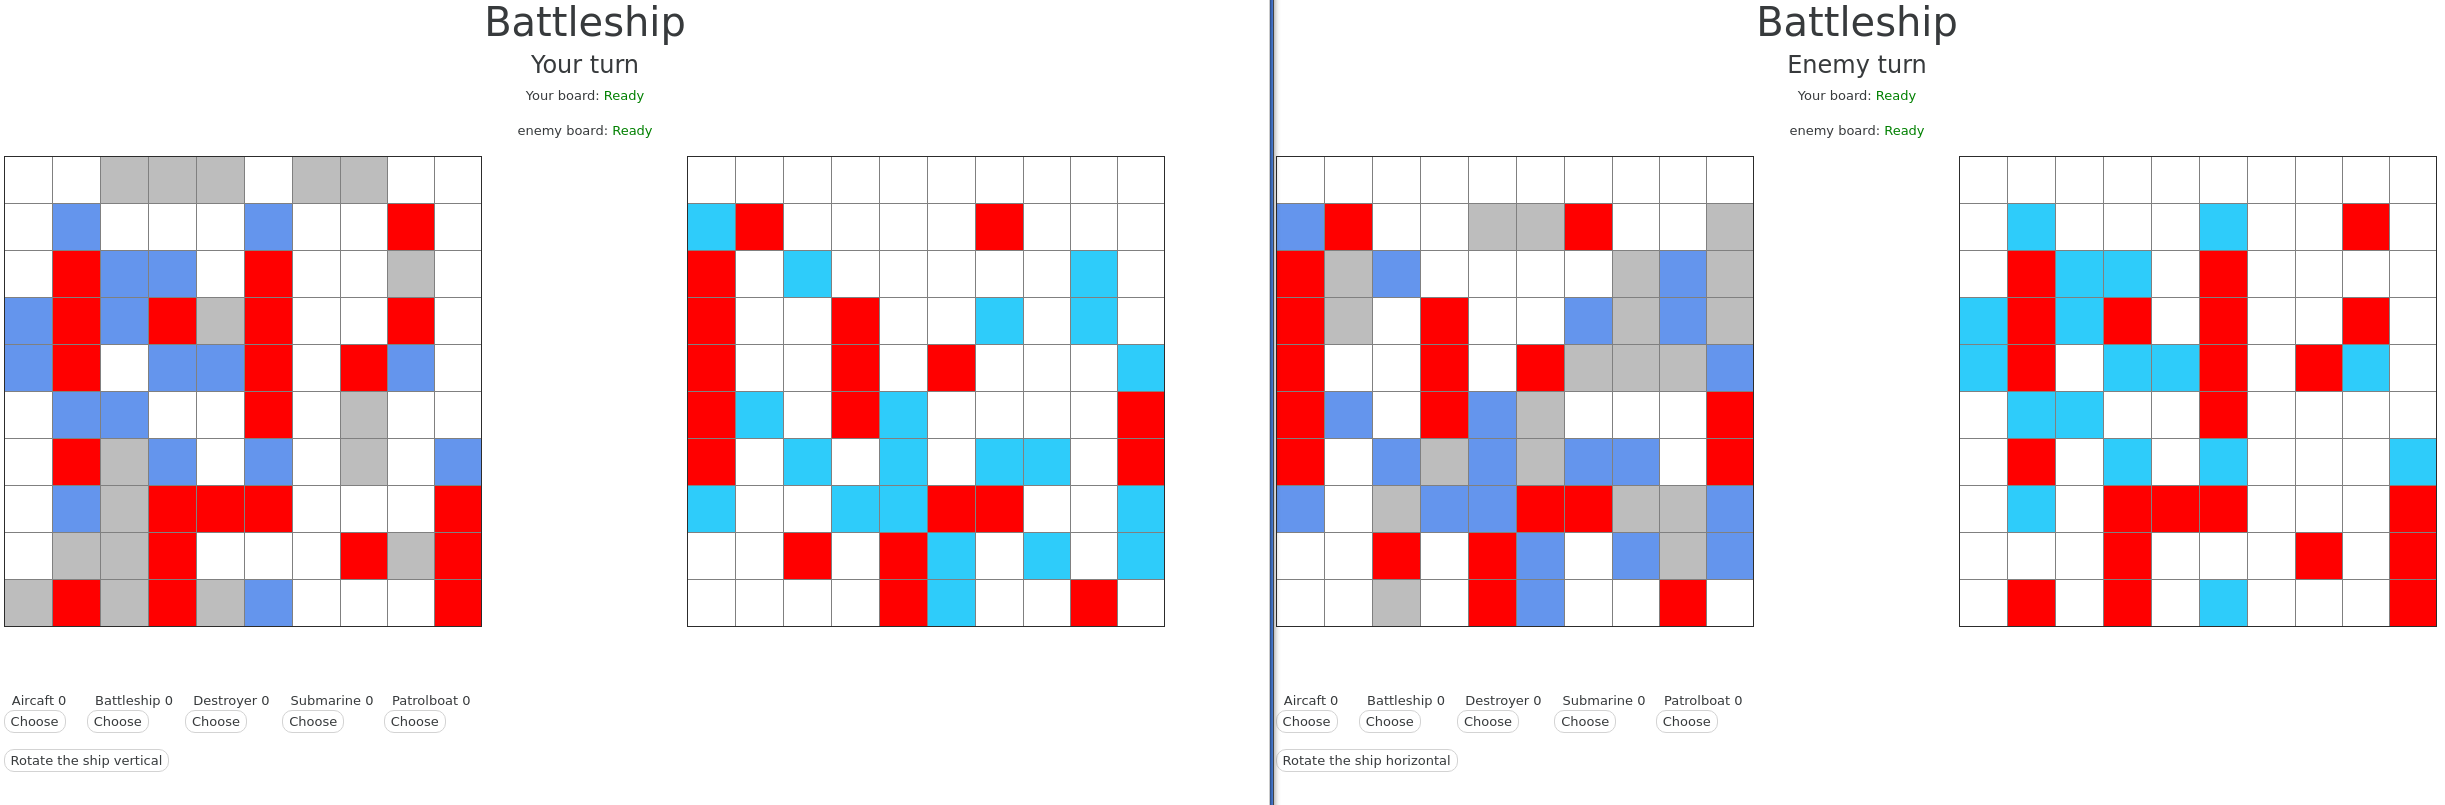 Battleship
Your turn
Your board: Ready
enemy board: Ready
Aircaft 0 Battleship 0 Destroyer 0 Submarine 0 Patrolboat 0
Choose Choose Choose Choose Choose
Rotate the ship vertical
Battleship
Enemy turn
Your board: Ready
enemy board: Ready
Aircaft 0 Battleship 0 Destroyer 0 Submarine 0 Patrolboat 0
Choose Choose Choose Choose Choose
Rotate the ship horizontal